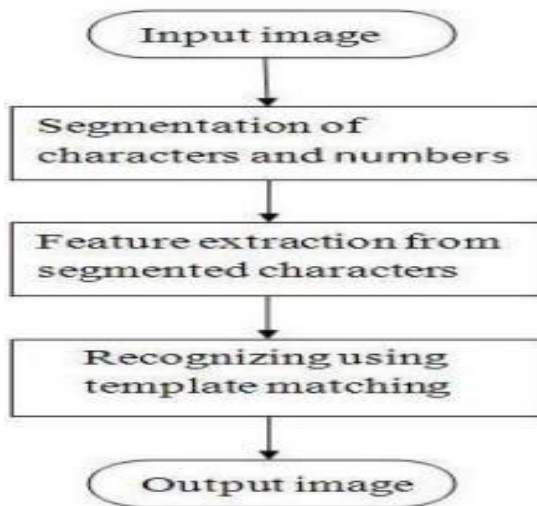 Input image
Segmentation of
characters and numbers
Feature extraction from
segmented characters
Recognizing using
template matching
Output image